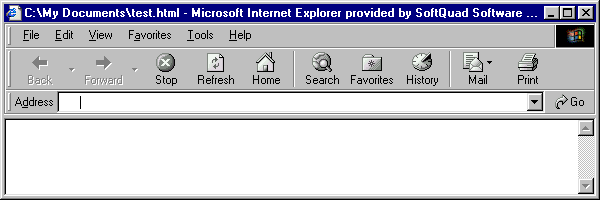 C:\My Documents\test.html - Microsoft Internet Explorer provided by SoftQuad Software ...
File Edit View Favorites Tools Help
Back Forward Stop Refresh Home Search Favorites History Mail Print
Address Go